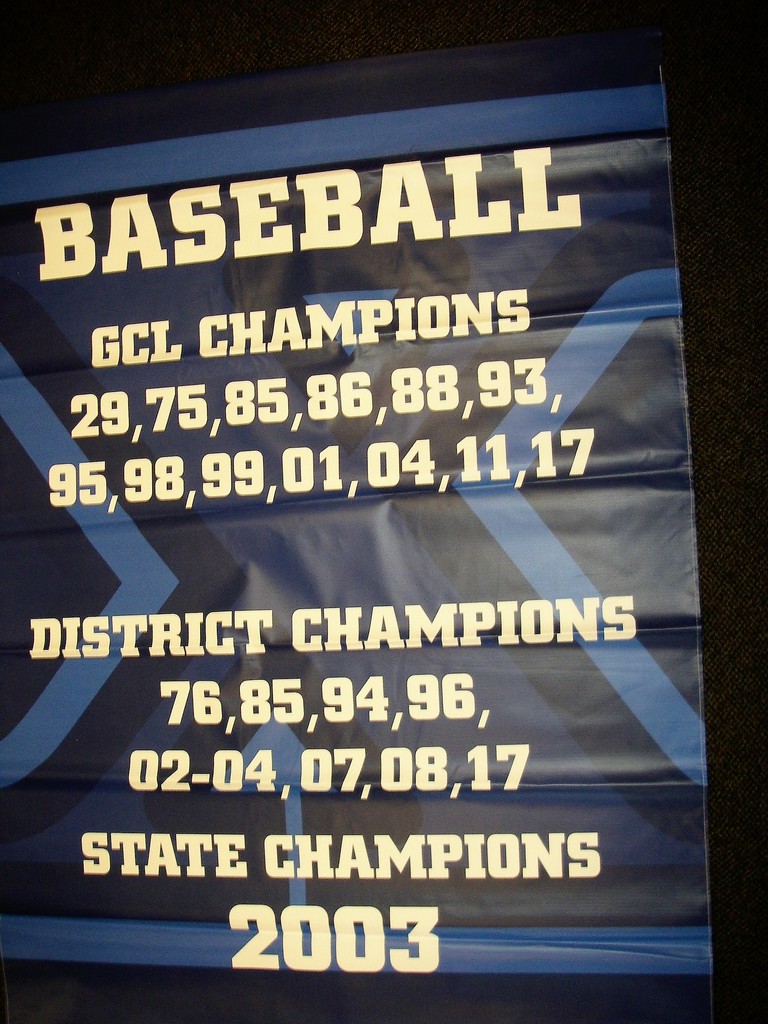 BASEBALL
GCL CHAMPIONS
29,75,85,86,88,93,
95,98,99,01,04,11,17
DISTRICT CHAMPIONS
76,85,94,96,
02-04,07,08,17
STATE CHAMPIONS
2003